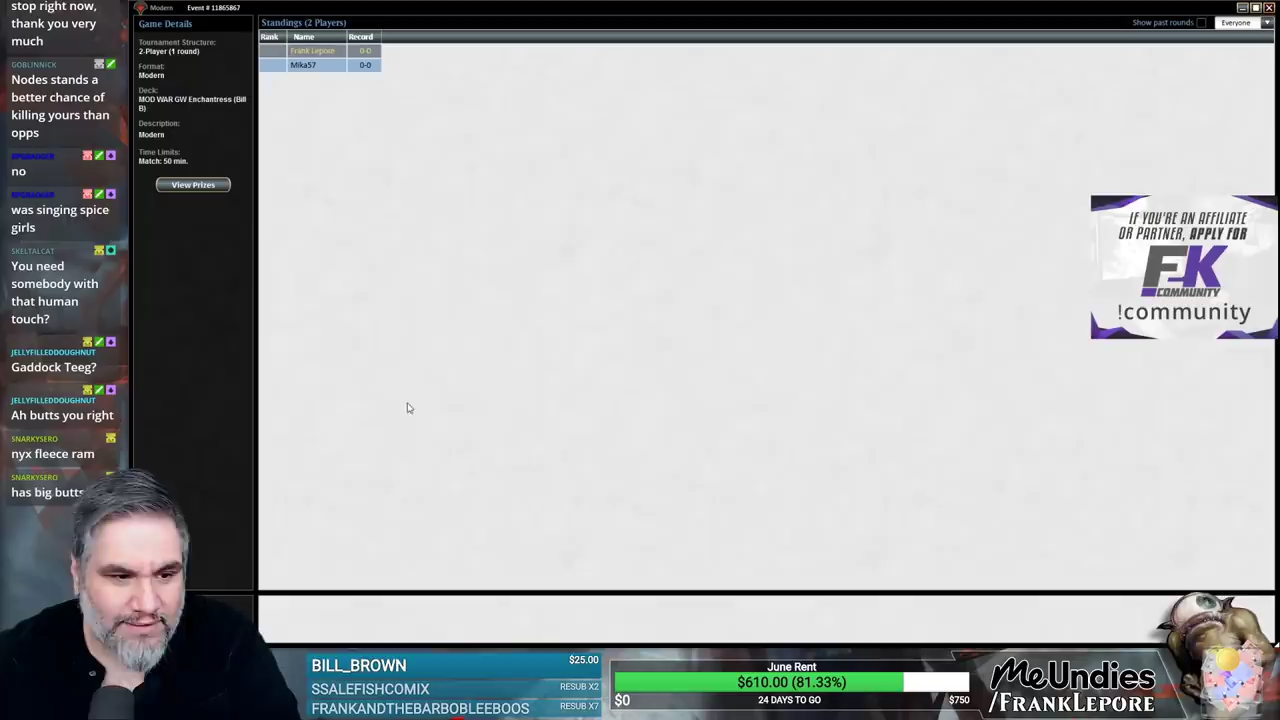 stop right now,
thank you very
much
GOBLINNICK
Nodes stands a
better chance of
killing yours than
opps
no
was singing spice
girls
SKELTALCAT
You need
somebody with
that human
touch?
JELLYFILLEDDOUGHNUT
Gaddock Teeg?
JELLYFILLEDDOUGHNUT
Ah butts you right
SNARKYSERO
nyx fleece ram
SNARKYSERO
has big butts
Modern Event # 11865867
Game Details
Tournament Structure:
2-Player (1 round)
Format:
Modern
Deck:
MOD WAR GW Enchantress (Bill
B)
Description:
Modern
Time Limits:
Match: 50 min.
View Prizes
Standings (2 Players)
Show past rounds
Everyone
Rank Name Record
Frank Lepore 0-0
Mika57 0-0
IF YOU'RE AN AFFILIATE
OR PARTNER, APPLY FOR
FK
COMMUNITY
!community
BILL_BROWN $25.00
SSALEFISHCOMIX RESUB X2
FRANKANDTHEBARBOBLEEBOOS RESUB X7
June Rent
$610.00 (81.33%)
$0 24 DAYS TO GO $750
MeUndies
/FRANKLEPORE